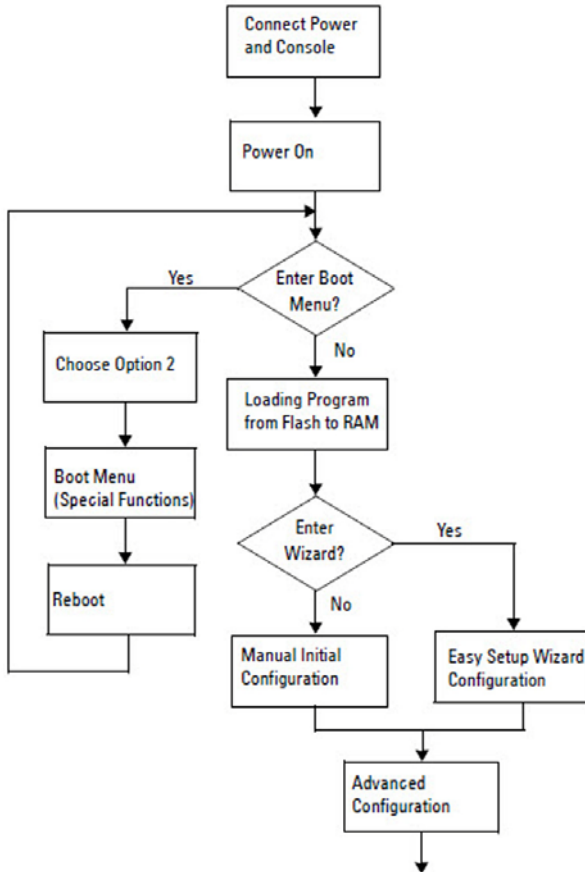 Connect Power
and Console
Power On
Enter Boot
Menu?
Yes
No
Choose Option 2
Loading Program
from Flash to RAM
Boot Menu
(Special Functions)
Enter
Wizard?
Yes
No
Reboot
Manual Initial
Configuration
Easy Setup Wizard
Configuration
Advanced
Configuration